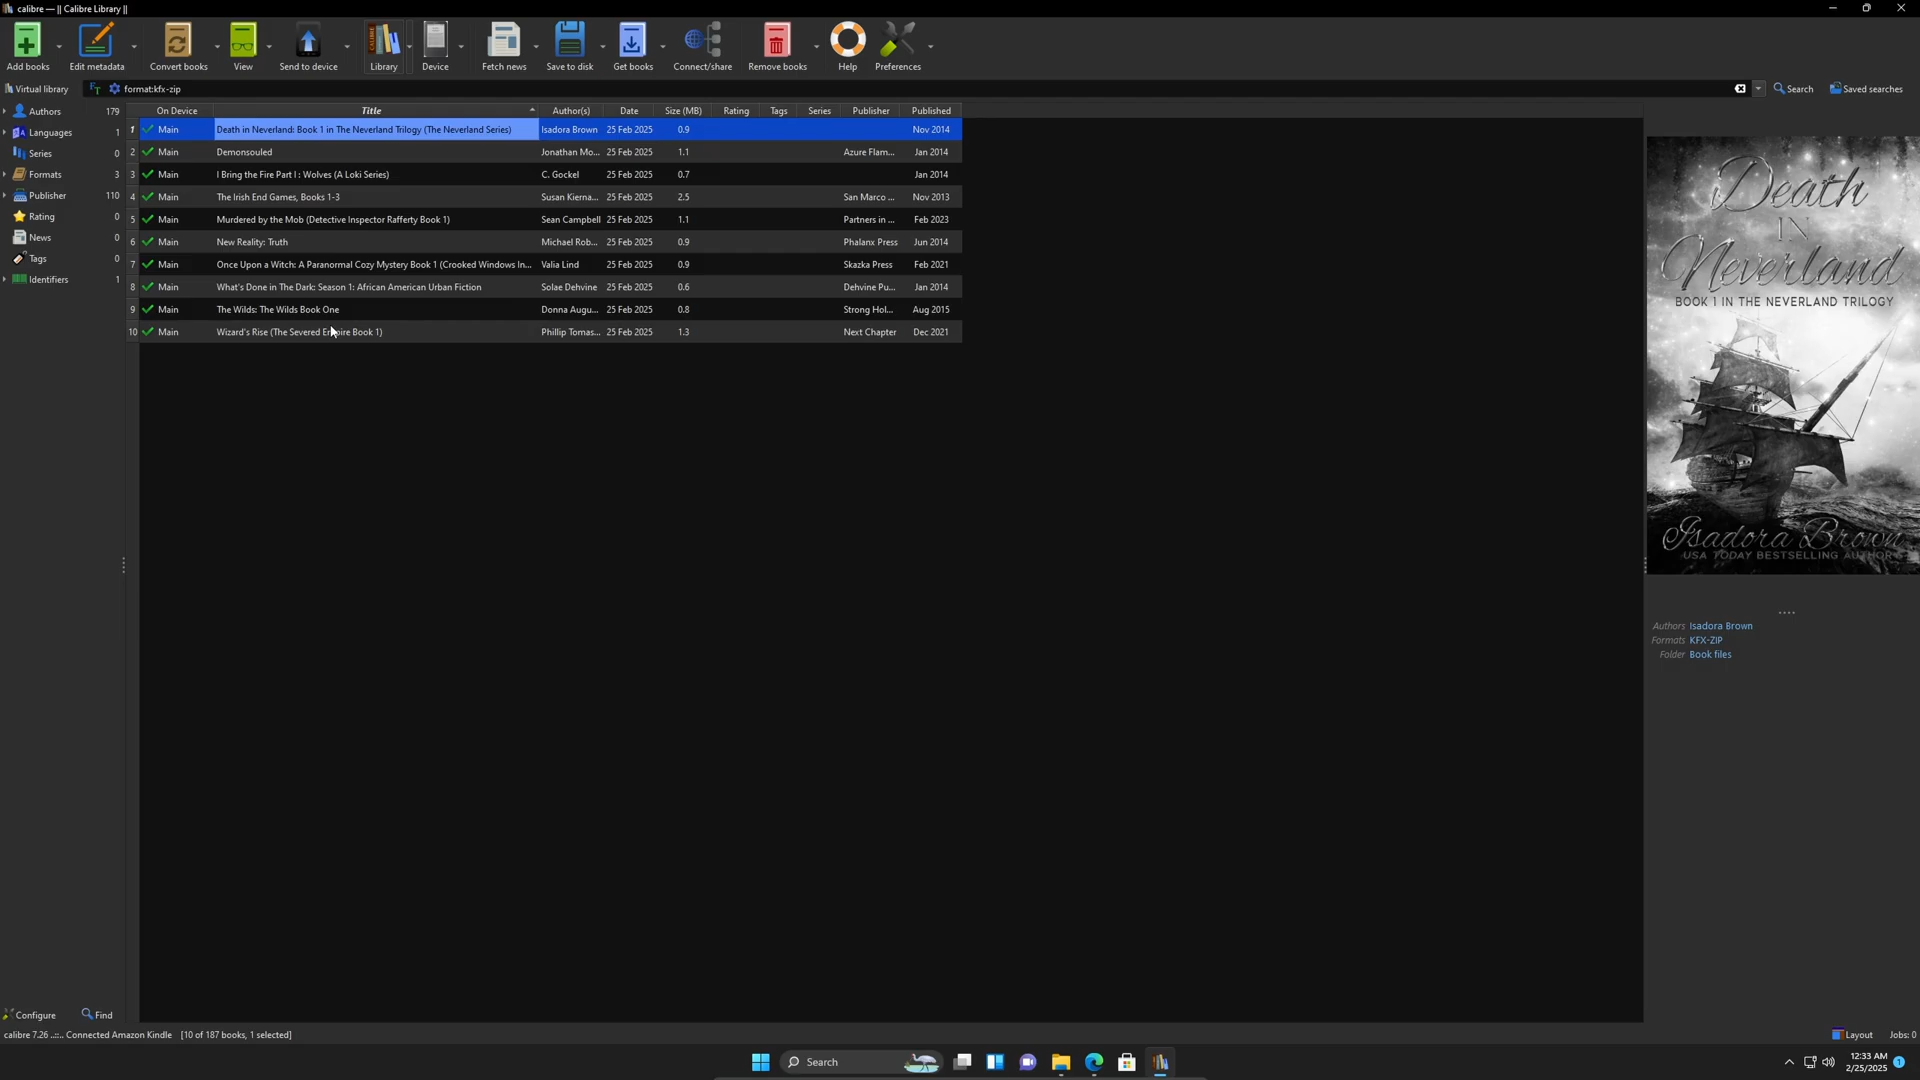 calibre — || Calibre Library ||
Add books Edit metadata Convert books View Send to device Library Device Fetch news Save to disk Get books Connect/share Remove books Help Preferences
Virtual library format:kfx-zip Search Saved searches
Authors 179
Languages 1
Series 0
Formats 3
Publisher 110
Rating 0
News 0
Tags 0
Identifiers 1
On Device Title Author(s) Date Size (MB) Rating Tags Series Publisher Published
1 Main Death in Neverland: Book 1 in The Neverland Trilogy (The Neverland Series) Isadora Brown 25 Feb 2025 0.9 Nov 2014
2 Main Demonsouled Jonathan Mo... 25 Feb 2025 1.1 Azure Flam... Jan 2014
3 Main I Bring the Fire Part I : Wolves (A Loki Series) C. Gockel 25 Feb 2025 0.7 Jan 2014
4 Main The Irish End Games, Books 1-3 Susan Kierna... 25 Feb 2025 2.5 San Marco ... Nov 2013
5 Main Murdered by the Mob (Detective Inspector Rafferty Book 1) Sean Campbell 25 Feb 2025 1.1 Partners in ... Feb 2023
6 Main New Reality: Truth Michael Rob... 25 Feb 2025 0.9 Phalanx Press Jun 2014
7 Main Once Upon a Witch: A Paranormal Cozy Mystery Book 1 (Crooked Windows In... Valia Lind 25 Feb 2025 0.9 Skazka Press Feb 2021
8 Main What's Done in The Dark: Season 1: African American Urban Fiction Solae Dehvine 25 Feb 2025 0.6 Dehvine Pu... Jan 2014
9 Main The Wilds: The Wilds Book One Donna Augu... 25 Feb 2025 0.8 Strong Hol... Aug 2015
10 Main Wizard's Rise (The Severed Empire Book 1) Phillip Tomas... 25 Feb 2025 1.3 Next Chapter Dec 2021
Death
IN
Neverland
BOOK 1 IN THE NEVERLAND TRILOGY
Isadora Brown
USA TODAY BESTSELLING AUTHOR
Authors Isadora Brown
Formats KFX-ZIP
Folder Book files
Configure Find
calibre 7.26 ..::.. Connected Amazon Kindle [10 of 187 books, 1 selected] Layout Jobs: 0
Search
12:33 AM
2/25/2025 1